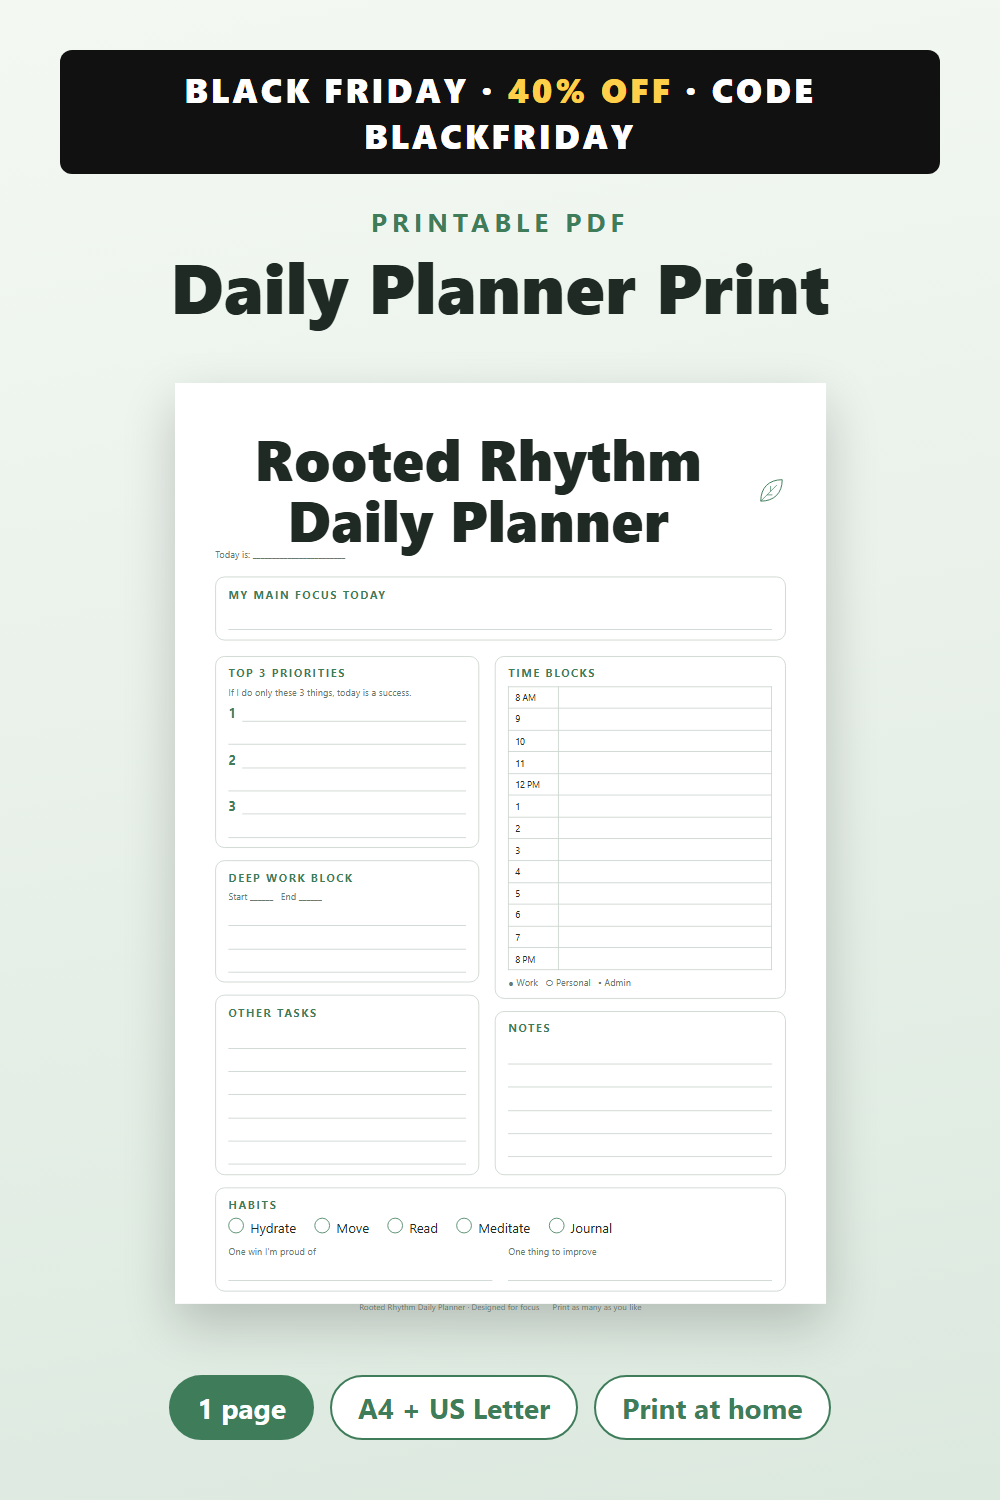 BLACK FRIDAY · 40% OFF · CODE
BLACKFRIDAY
PRINTABLE PDF
Daily Planner Print
Rooted Rhythm
Daily Planner
Today is: ____________________
MY MAIN FOCUS TODAY
TOP 3 PRIORITIES
If I do only these 3 things, today is a success.
1
2
3
DEEP WORK BLOCK
Start _____ End _____
OTHER TASKS
TIME BLOCKS
8 AM
9
10
11
12 PM
1
2
3
4
5
6
7
8 PM
● Work ○ Personal • Admin
NOTES
HABITS
Hydrate Move Read Meditate Journal
One win I'm proud of
One thing to improve
Rooted Rhythm Daily Planner · Designed for focus Print as many as you like
1 page
A4 + US Letter
Print at home